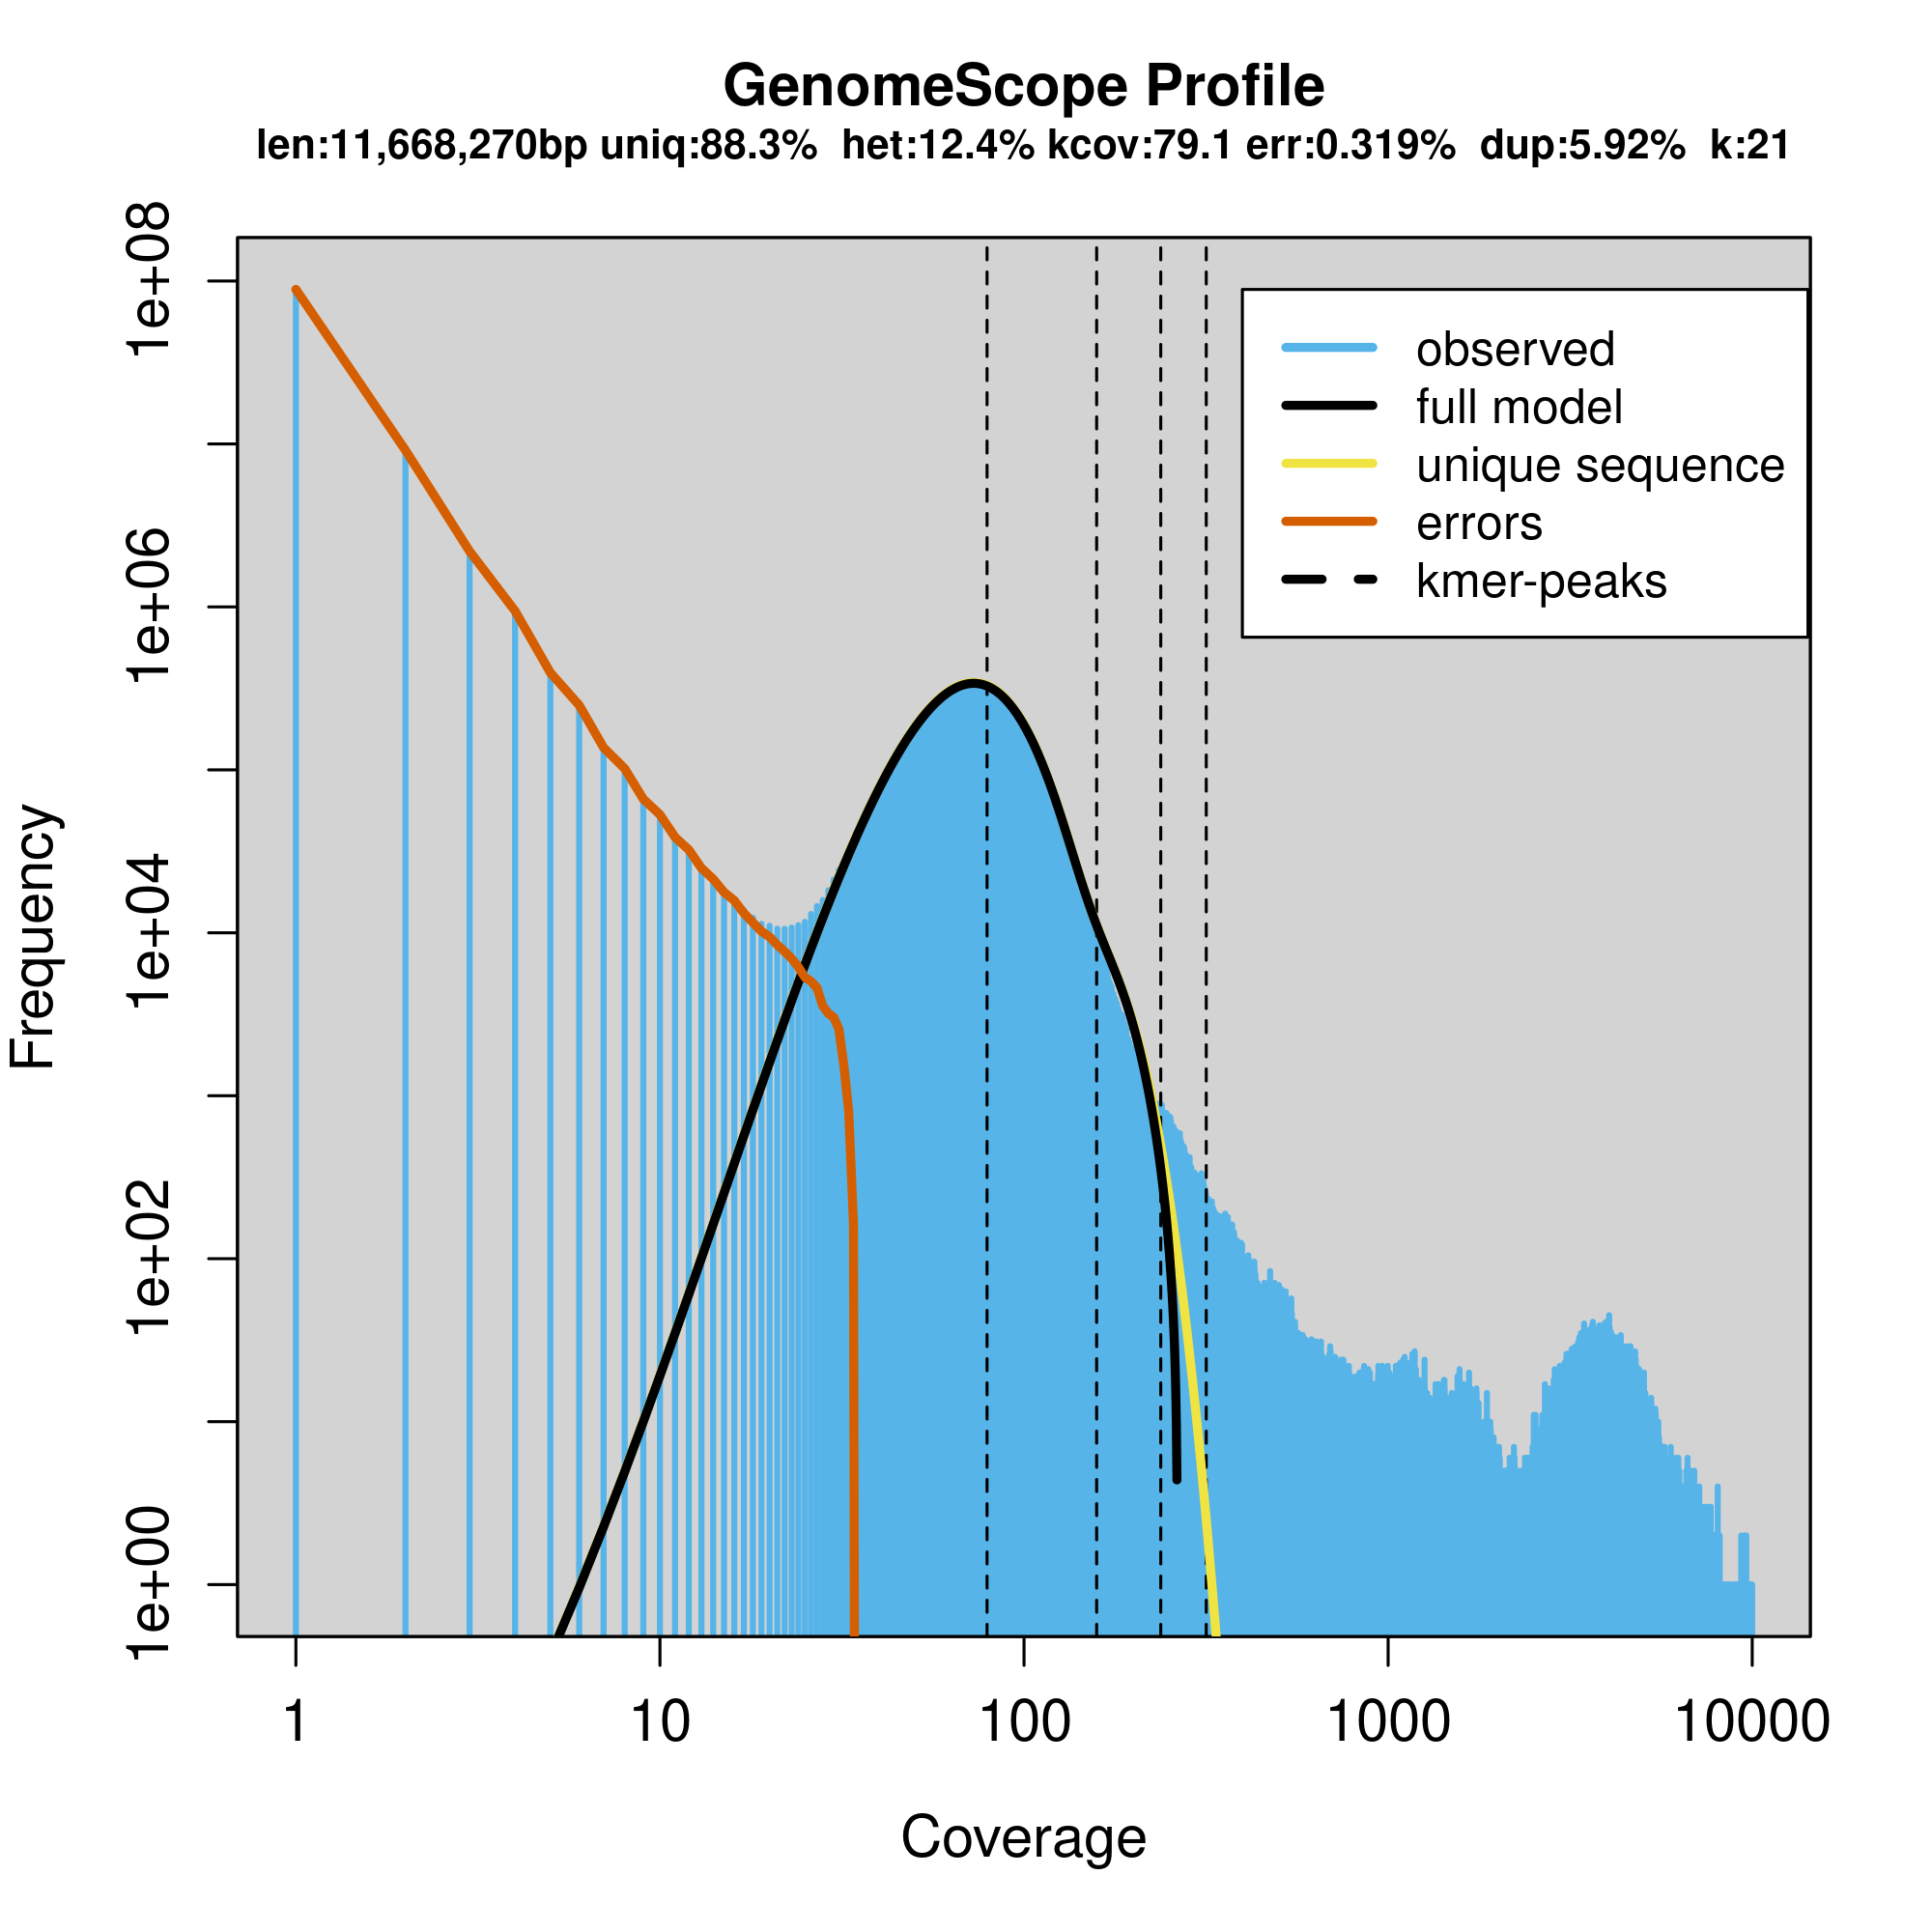 GenomeScope Profile
len:11,668,270bp uniq:88.3% het:12.4% kcov:79.1 err:0.319% dup:5.92% k:21
1e+08
1e+06
1e+04
1e+02
1e+00
Frequency
observed
full model
unique sequence
errors
kmer-peaks
1 10 100 1000 10000
Coverage